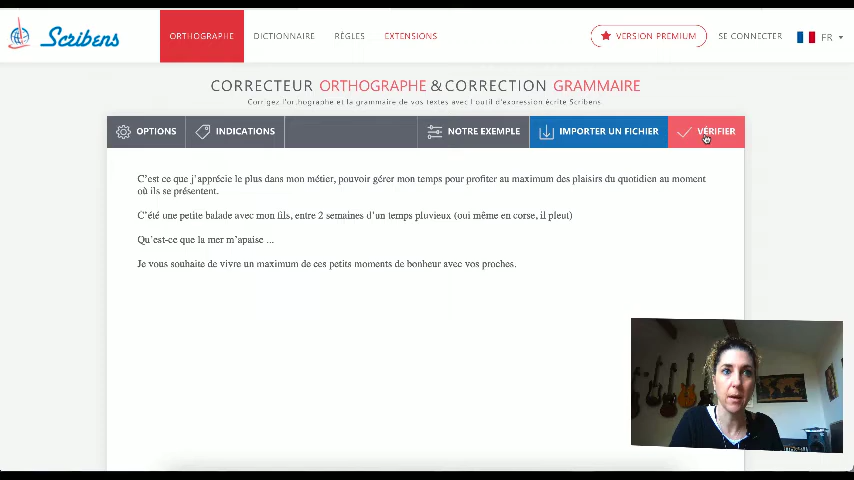 Scribens
ORTHOGRAPHE DICTIONNAIRE RÈGLES EXTENSIONS VERSION PREMIUM SE CONNECTER FR
CORRECTEUR ORTHOGRAPHE & CORRECTION GRAMMAIRE
Corrigez l'orthographe et la grammaire de vos textes avec l'outil d'expression écrite Scribens.
OPTIONS INDICATIONS NOTRE EXEMPLE IMPORTER UN FICHIER VÉRIFIER
C'est ce que j'apprécie le plus dans mon métier, pouvoir gérer mon temps pour profiter au maximum des plaisirs du quotidien au moment
où ils se présentent.
C'été une petite balade avec mon fils, entre 2 semaines d'un temps pluvieux (oui même en corse, il pleut)
Qu'est-ce que la mer m'apaise ...
Je vous souhaite de vivre un maximum de ces petits moments de bonheur avec vos proches.